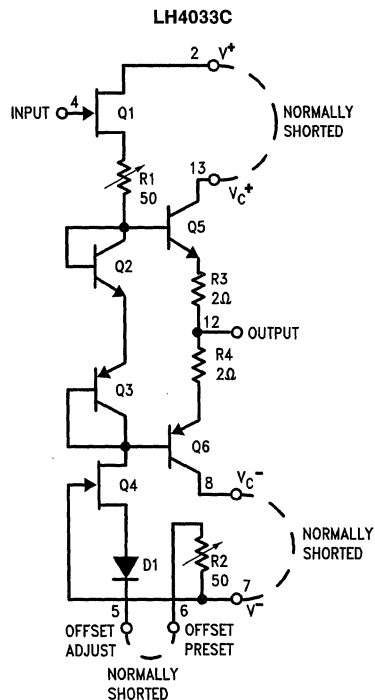 LH4033C
2 V+
4
INPUT
Q1
NORMALLY
SHORTED
R1
50
13
VC+
Q5
Q2
R3
2Ω
12
OUTPUT
R4
2Ω
Q3
Q6
8
VC−
Q4
NORMALLY
SHORTED
D1
R2
50
7
V−
5
6
OFFSET
ADJUST
OFFSET
PRESET
NORMALLY
SHORTED